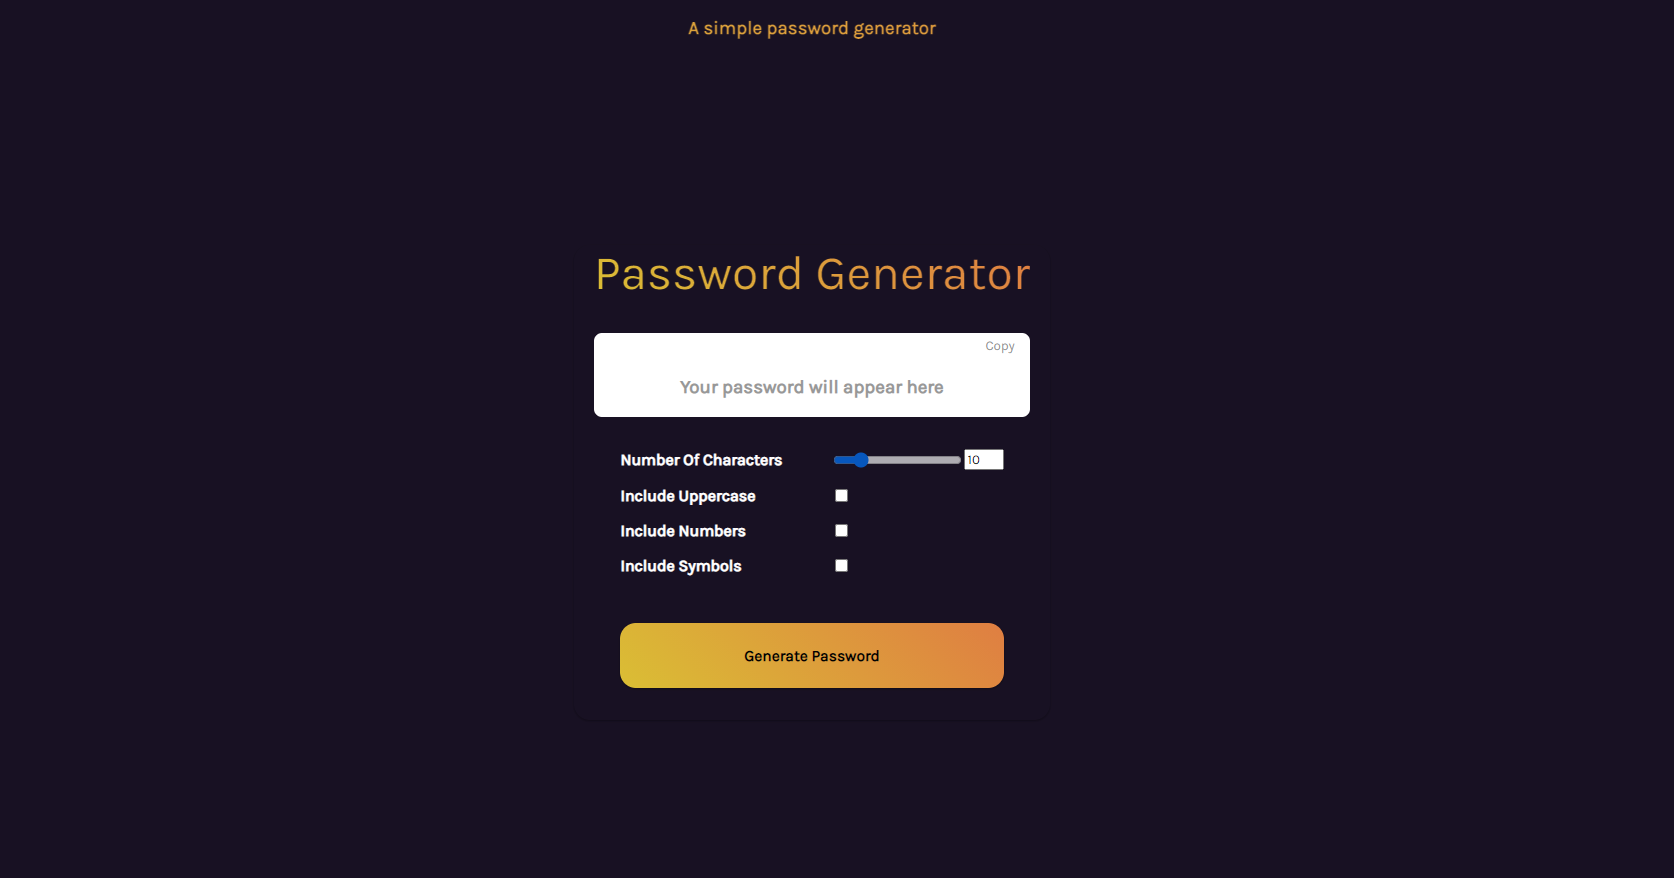 A simple password generator
Password Generator
Copy
Your password will appear here
Number Of Characters 10
Include Uppercase
Include Numbers
Include Symbols
Generate Password